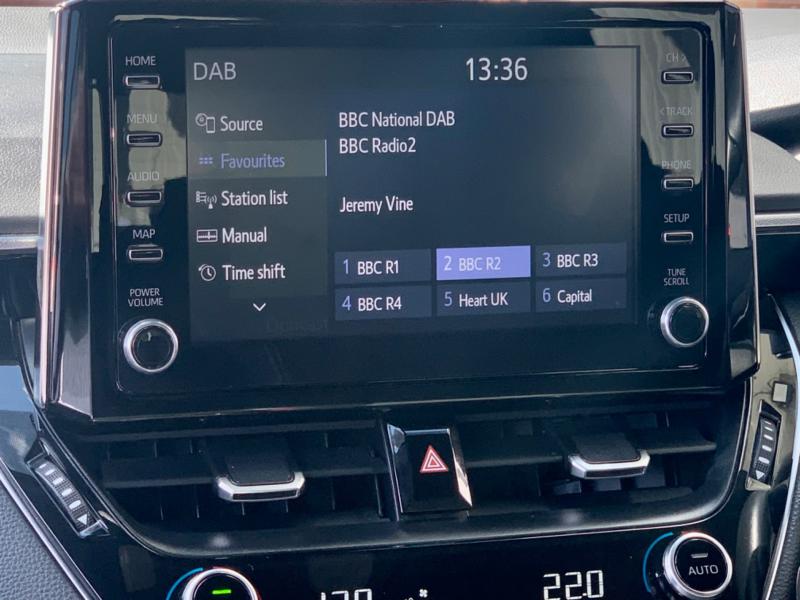 DAB
13:36
HOME
MENU
AUDIO
MAP
POWER
VOLUME
Source
Favourites
Station list
Manual
Time shift
BBC National DAB
BBC Radio2
Jeremy Vine
1 BBC R1
2 BBC R2
3 BBC R3
4 BBC R4
5 Heart UK
6 Capital
CH >
< TRACK
PHONE
SETUP
TUNE
SCROLL
22.0
AUTO